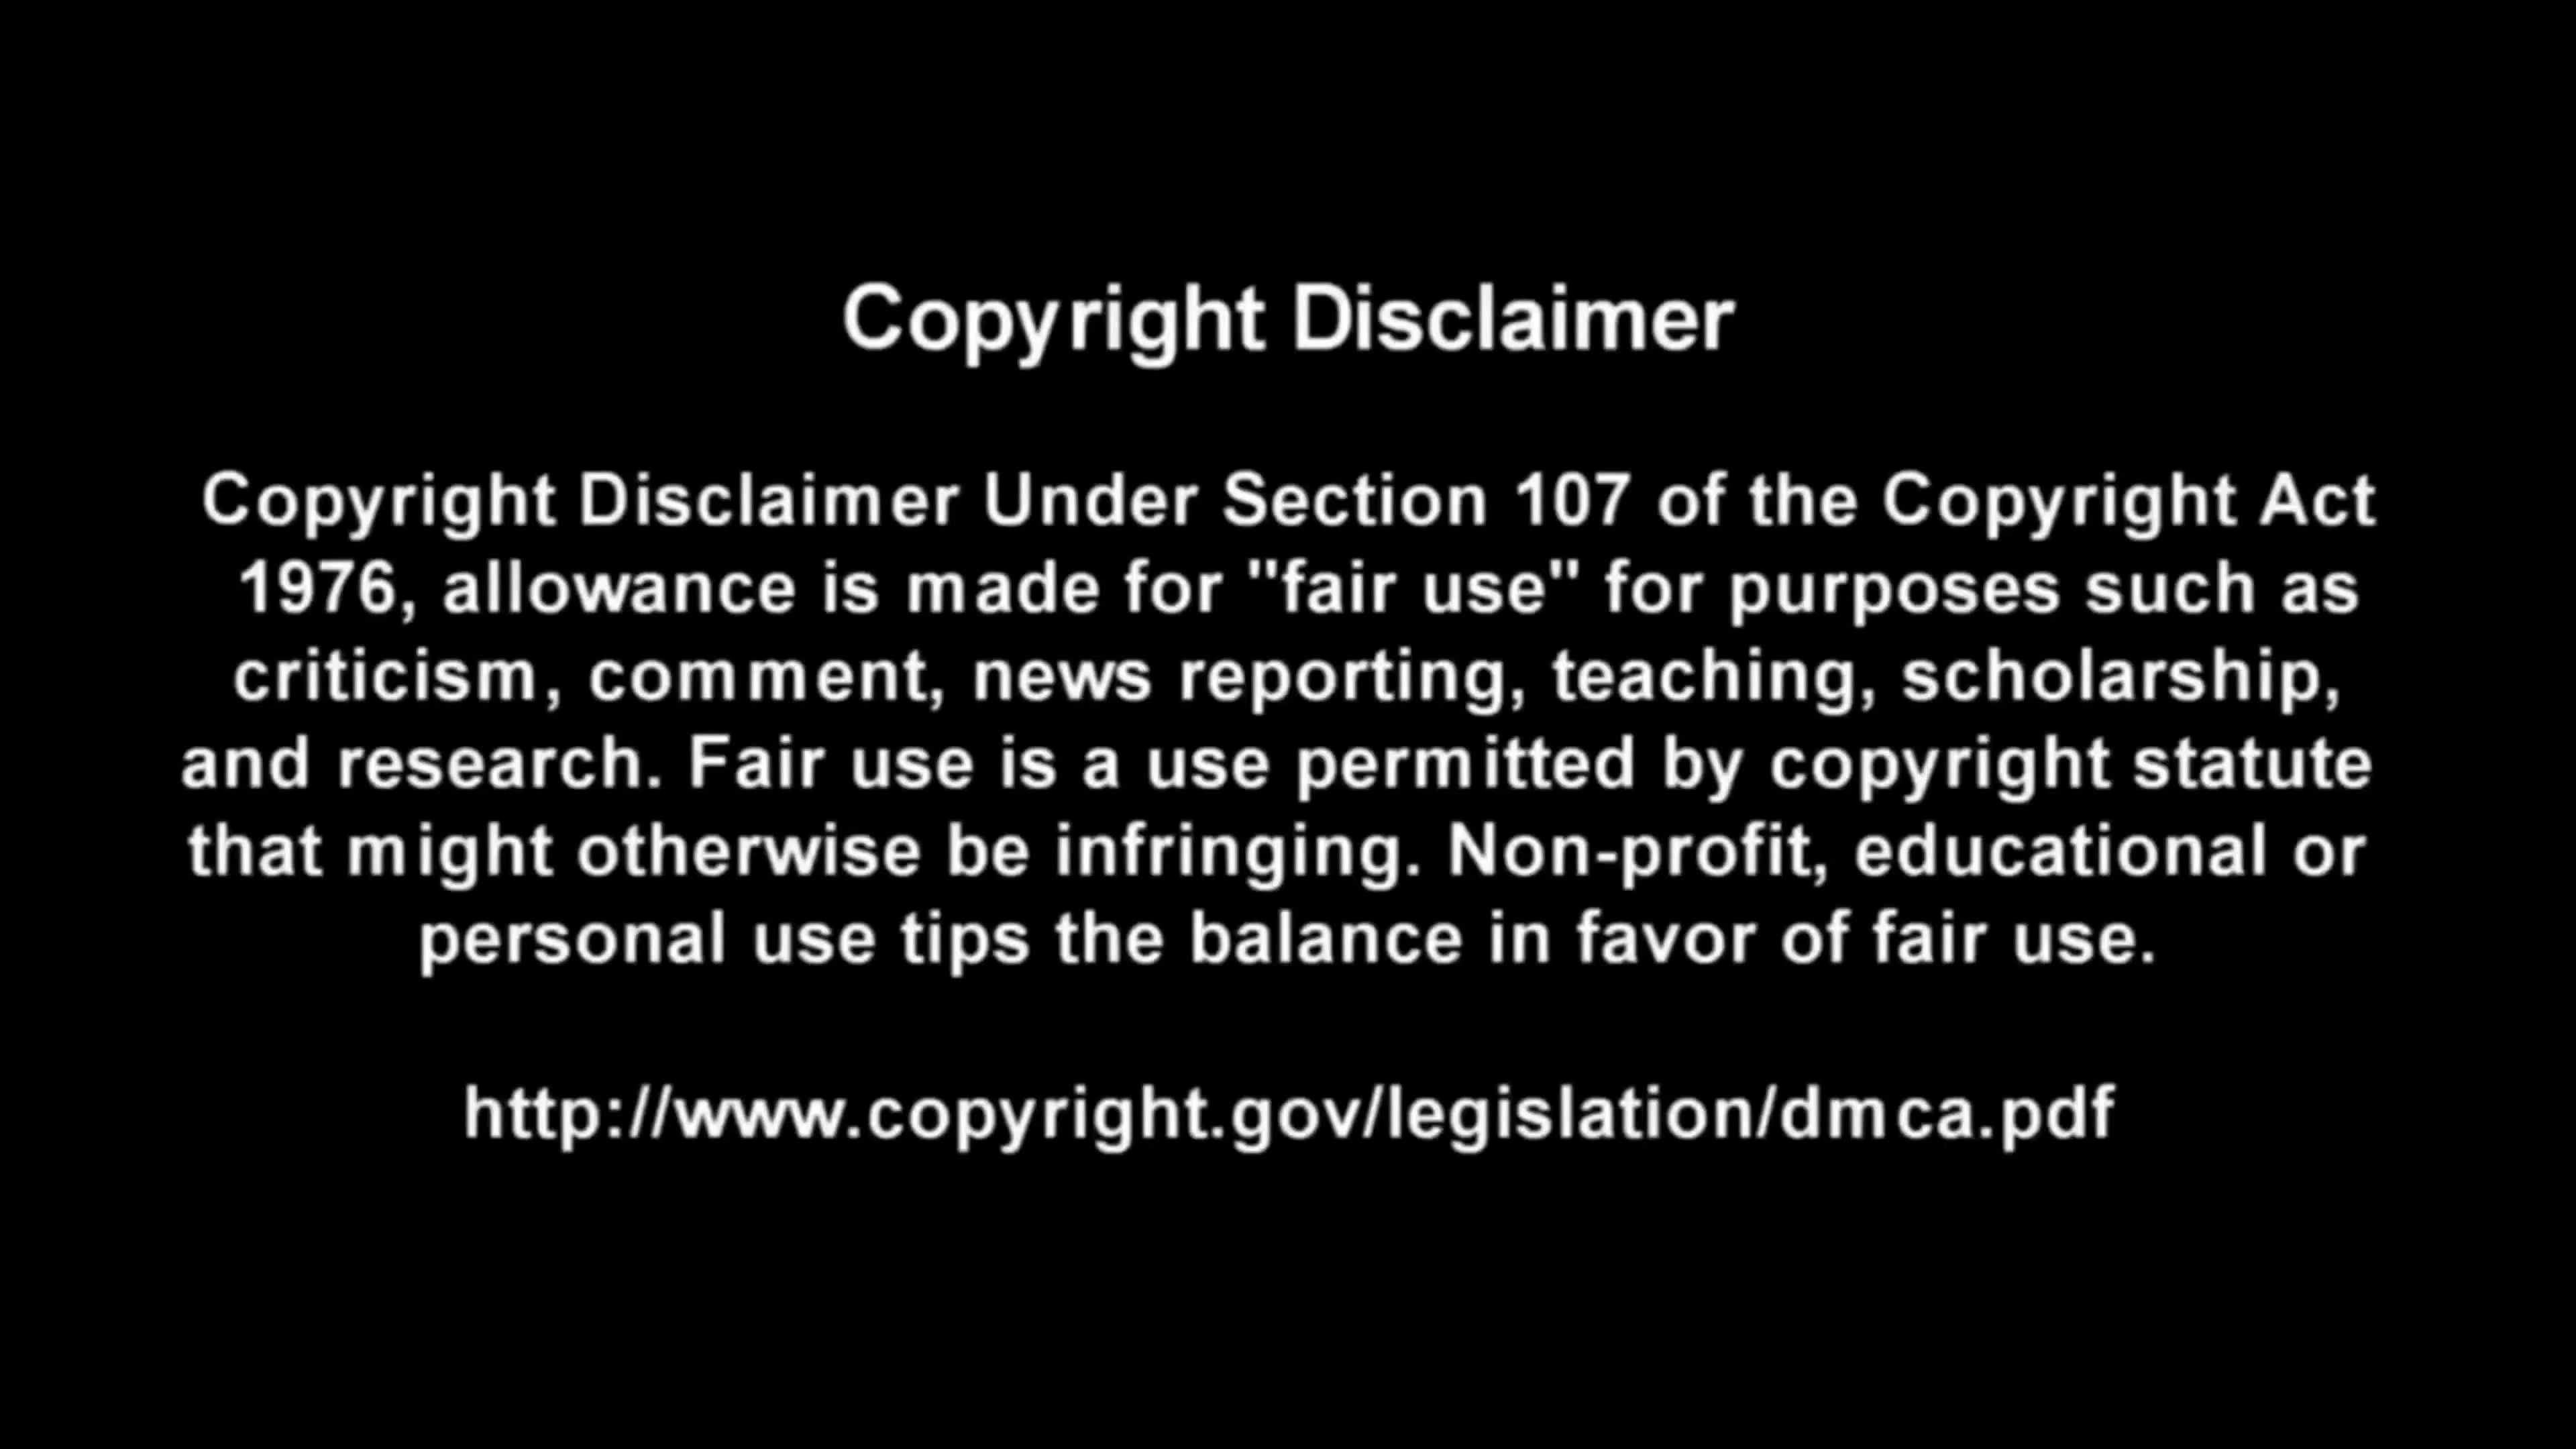 Copyright Disclaimer
Copyright Disclaimer Under Section 107 of the Copyright Act
1976, allowance is made for "fair use" for purposes such as
criticism, comment, news reporting, teaching, scholarship,
and research. Fair use is a use permitted by copyright statute
that might otherwise be infringing. Non-profit, educational or
personal use tips the balance in favor of fair use.
http://www.copyright.gov/legislation/dmca.pdf